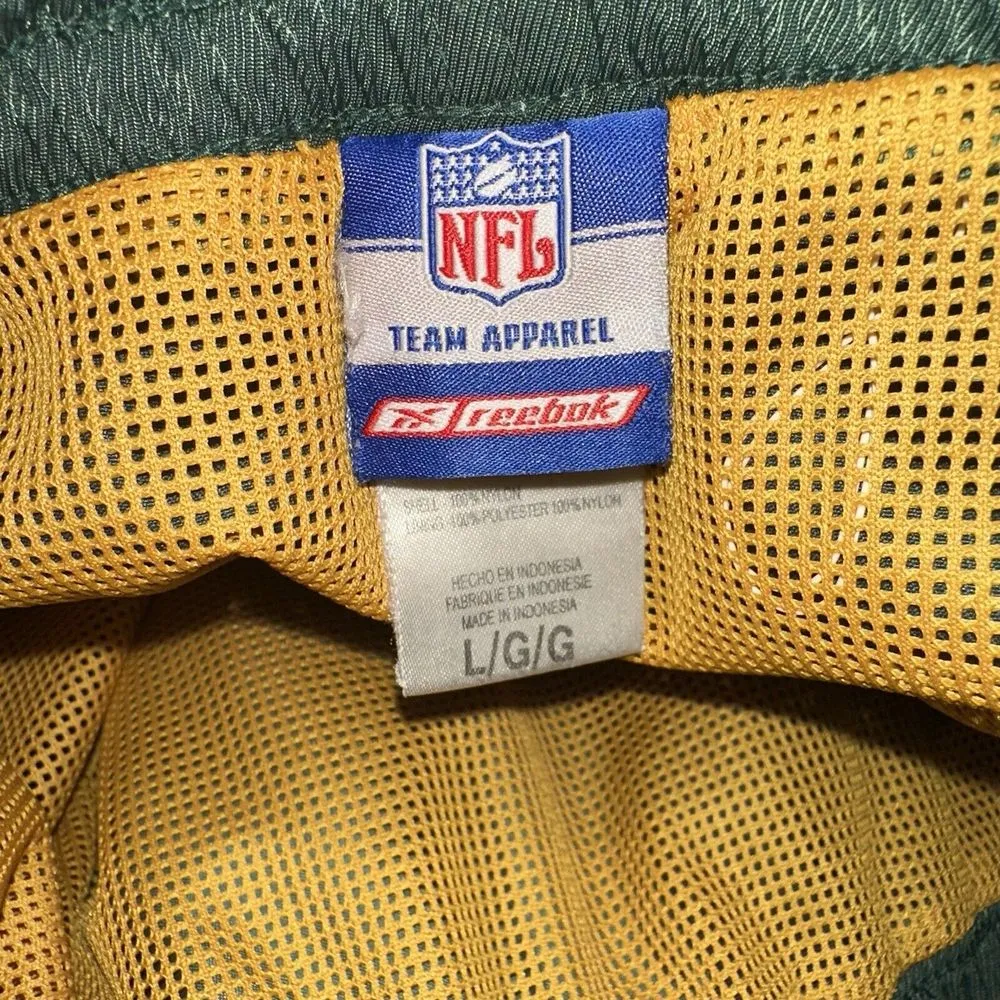 NFL
TEAM APPAREL
reebok
SHELL 100% NYLON
LINING 100% POLYESTER 100% NYLON
HECHO EN INDONESIA
FABRIQUE EN INDONESIE
MADE IN INDONESIA
L/G/G